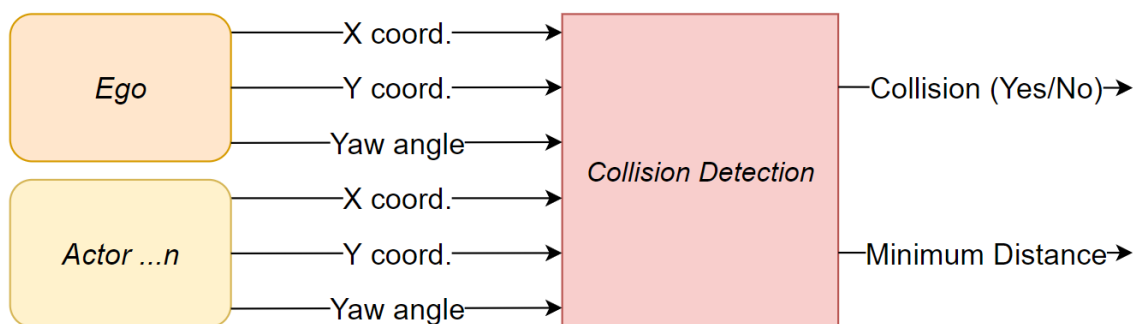 Ego
X coord.
Y coord.
Yaw angle
Actor ...n
X coord.
Y coord.
Yaw angle
Collision Detection
Collision (Yes/No)
Minimum Distance